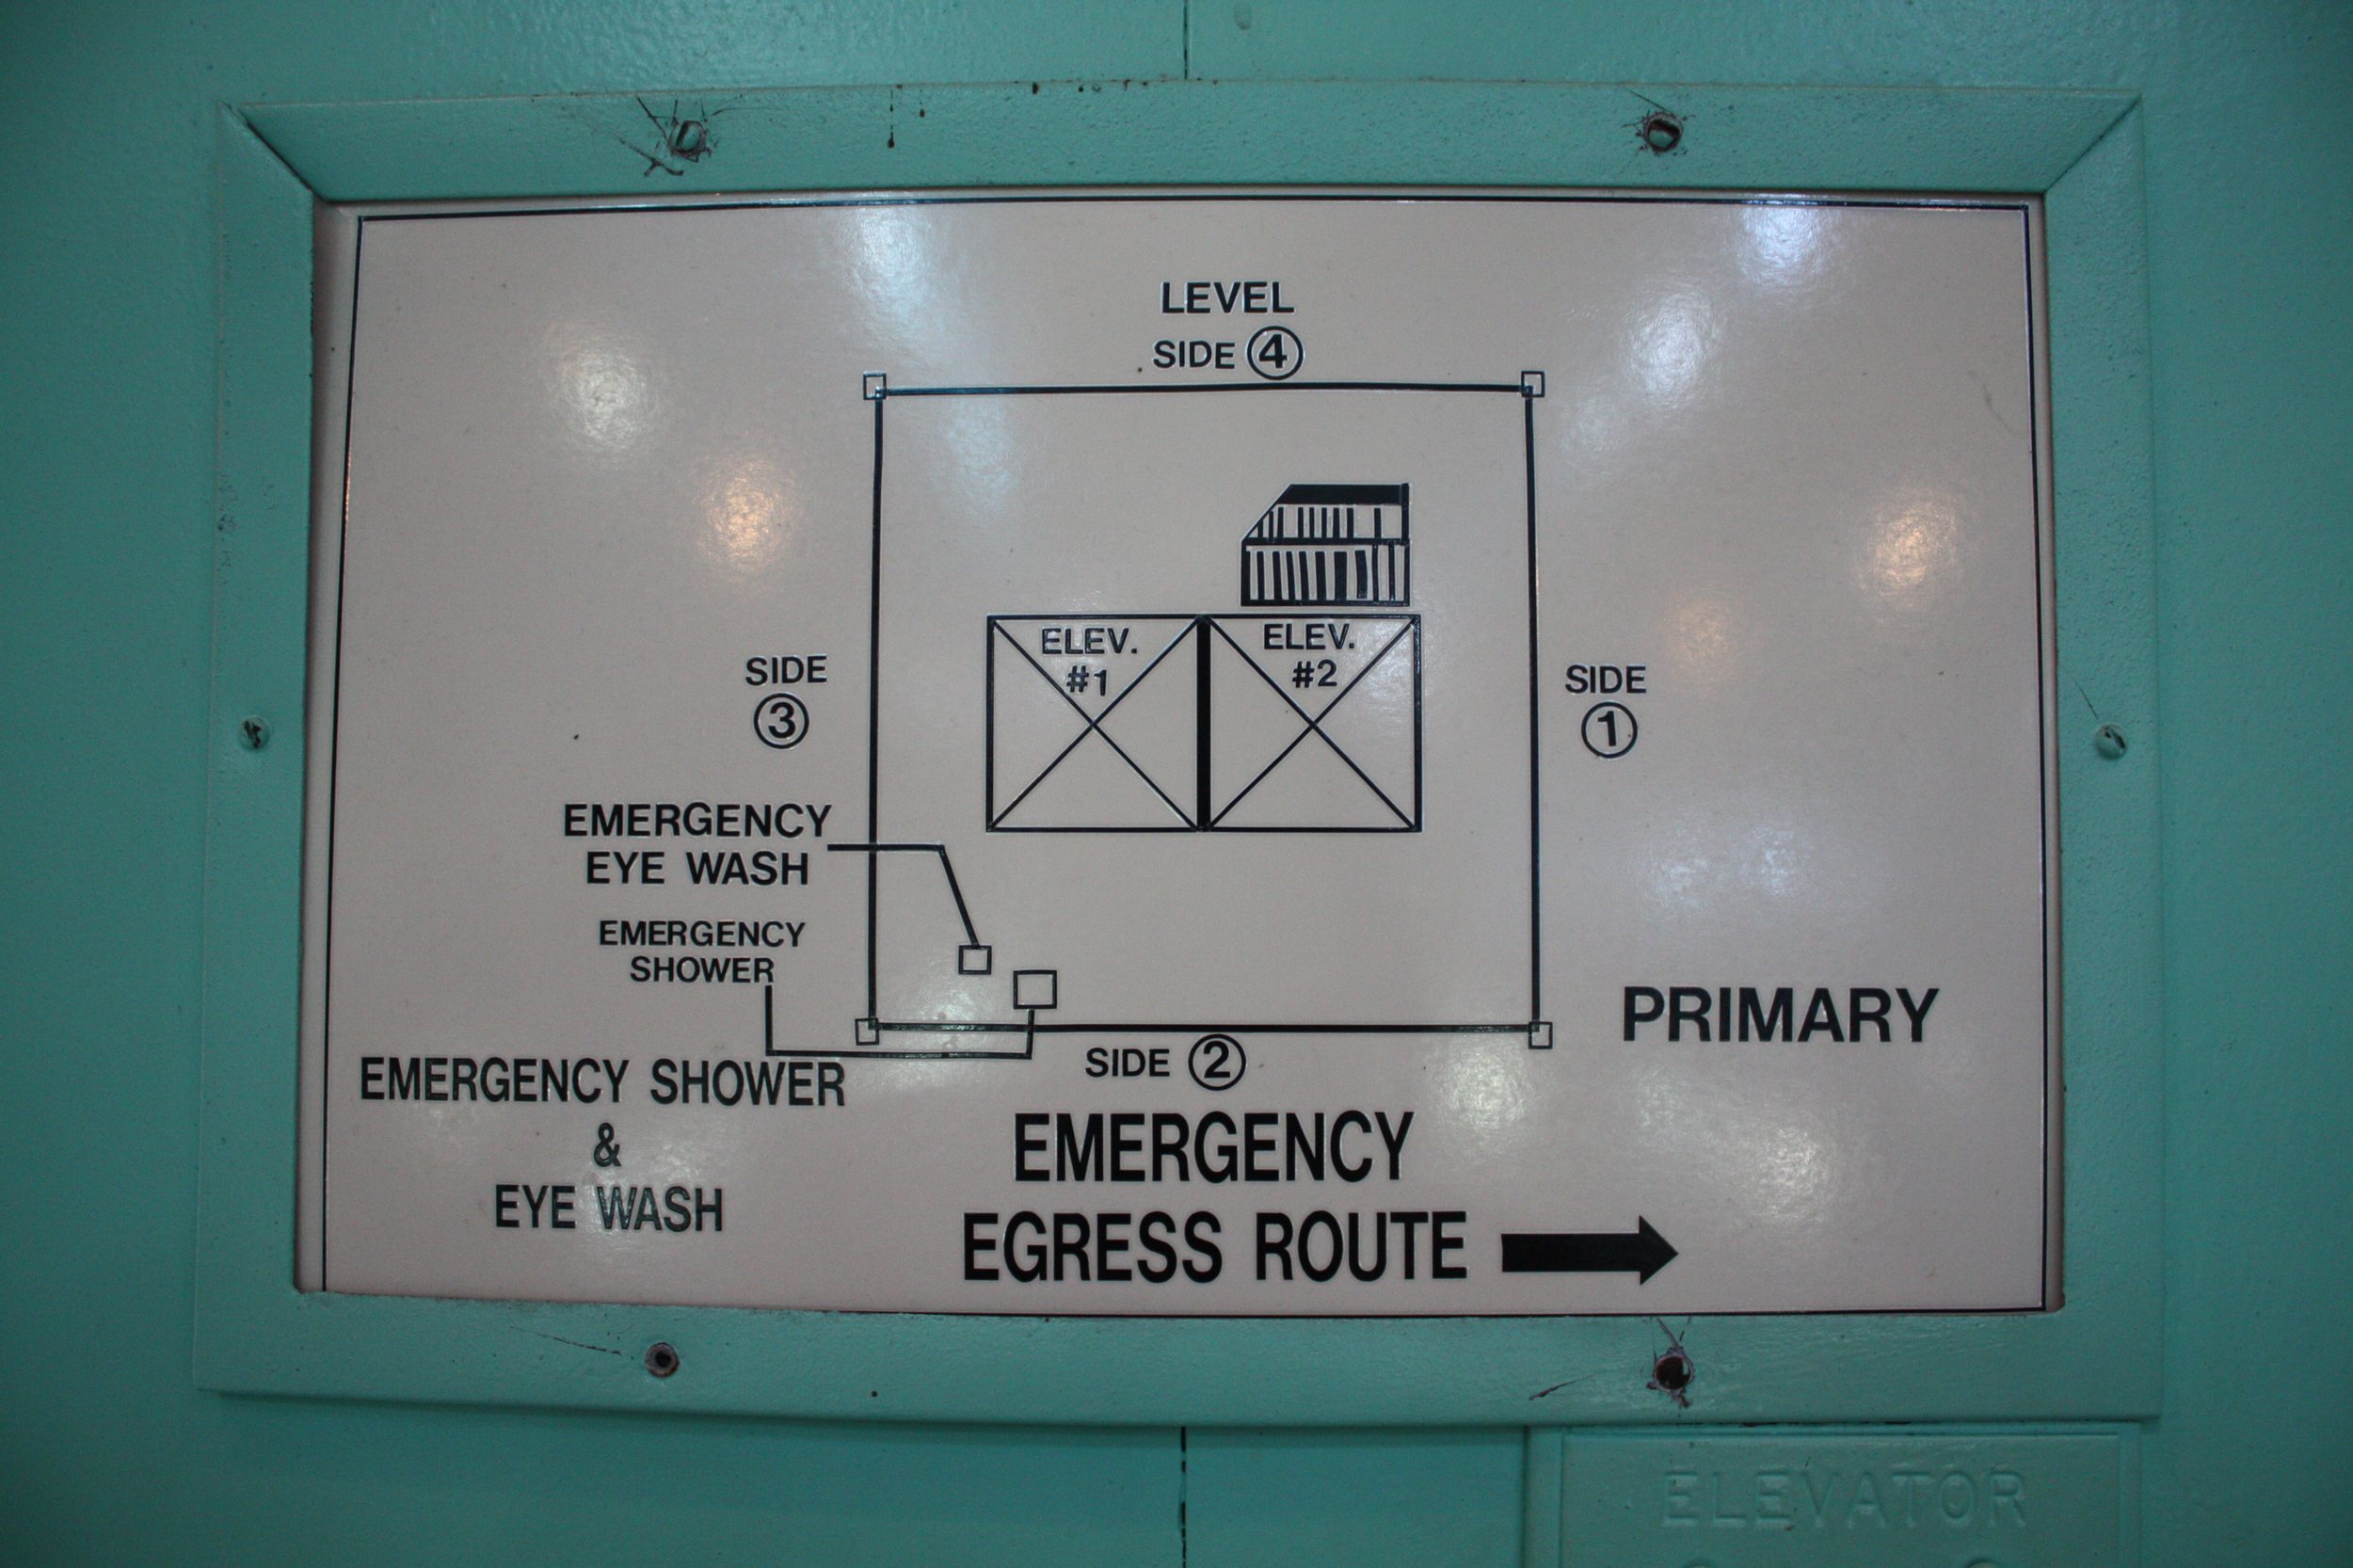 LEVEL
SIDE 4
ELEV.
#1
ELEV.
#2
SIDE
3
SIDE
1
EMERGENCY
EYE WASH
EMERGENCY
SHOWER
PRIMARY
SIDE 2
EMERGENCY SHOWER
&
EYE WASH
EMERGENCY
EGRESS ROUTE
ELEVATOR